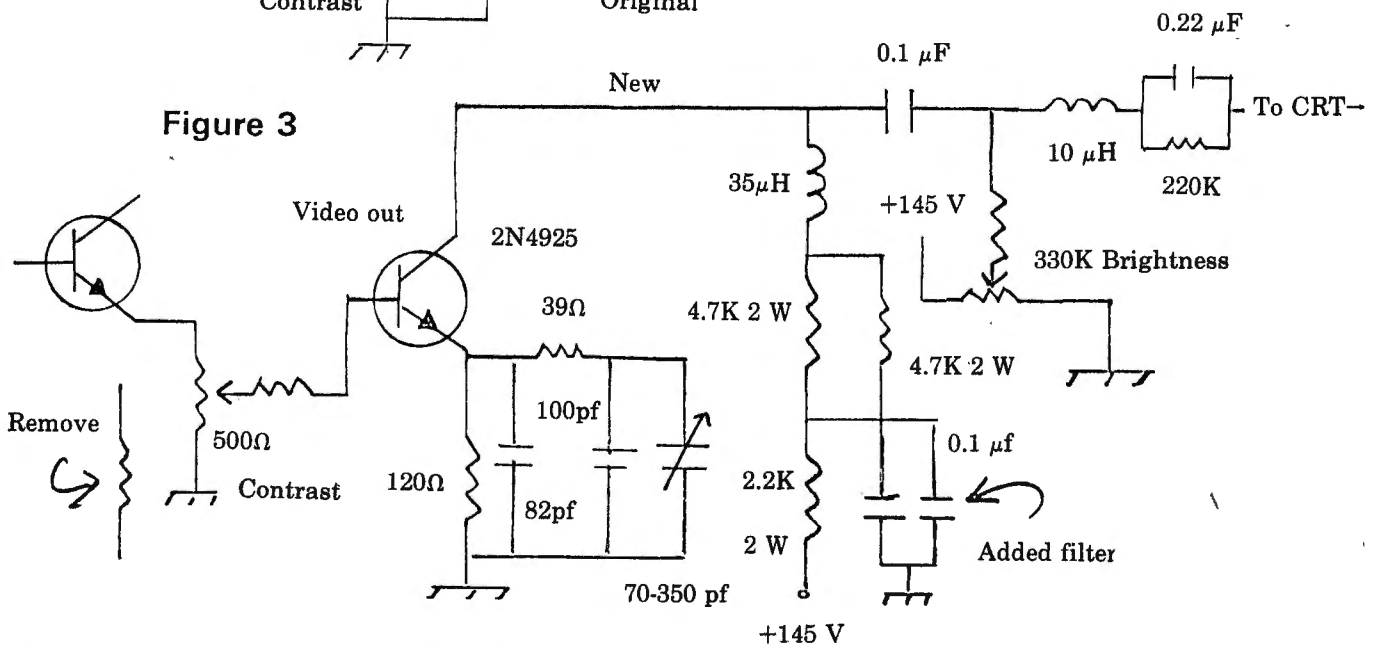 Contrast
Original
0.22 μF
0.1 μF
New
To CRT→
Figure 3
10 μH
35μH
220K
+145 V
Video out
2N4925
330K Brightness
39Ω
4.7K 2 W
4.7K 2 W
100pf
Remove
0.1 μf
500Ω
120Ω
2.2K
Contrast
82pf
2 W
Added filter
70-350 pf
+145 V